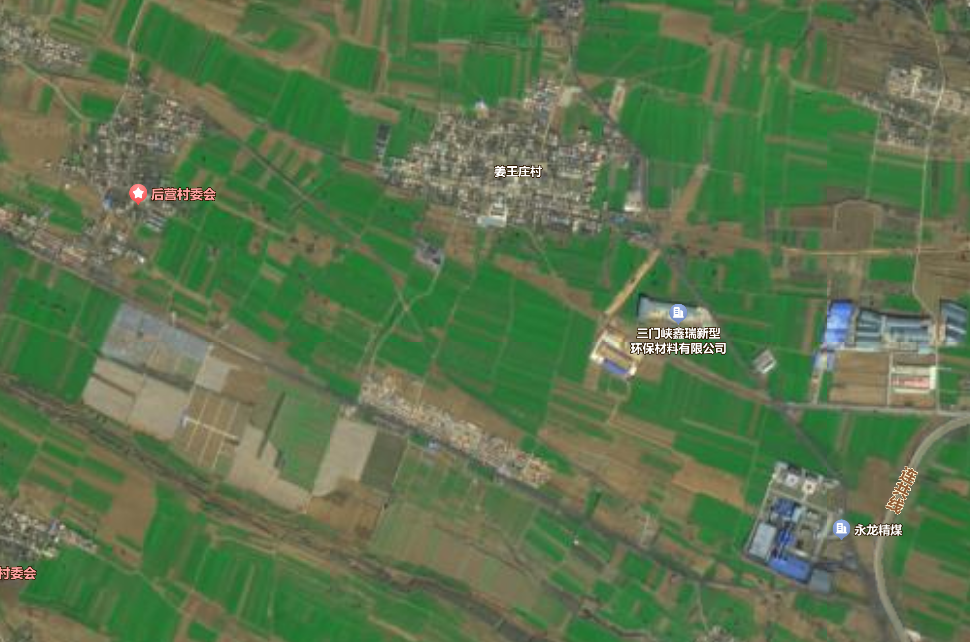 姜王庄村
后营村委会
三门峡鑫瑞新型
环保材料有限公司
永龙精煤
村委会